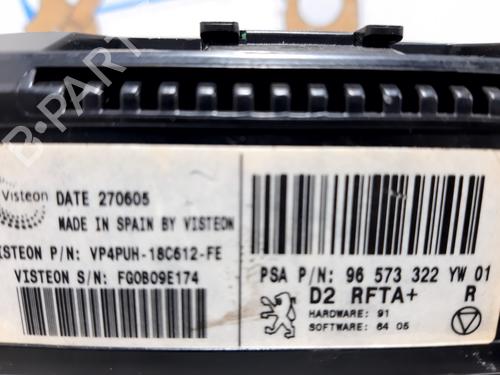 Visteon
DATE 270605
MADE IN SPAIN BY VISTEON
ISTEON P/N: VP4PUH-18C612-FE
VISTEON S/N: FG0B09E174
PSA P/N: 96 573 322 YW 01
D2 RFTA+ R
HARDWARE: 91
SOFTWARE: 64 05
B-PARTS